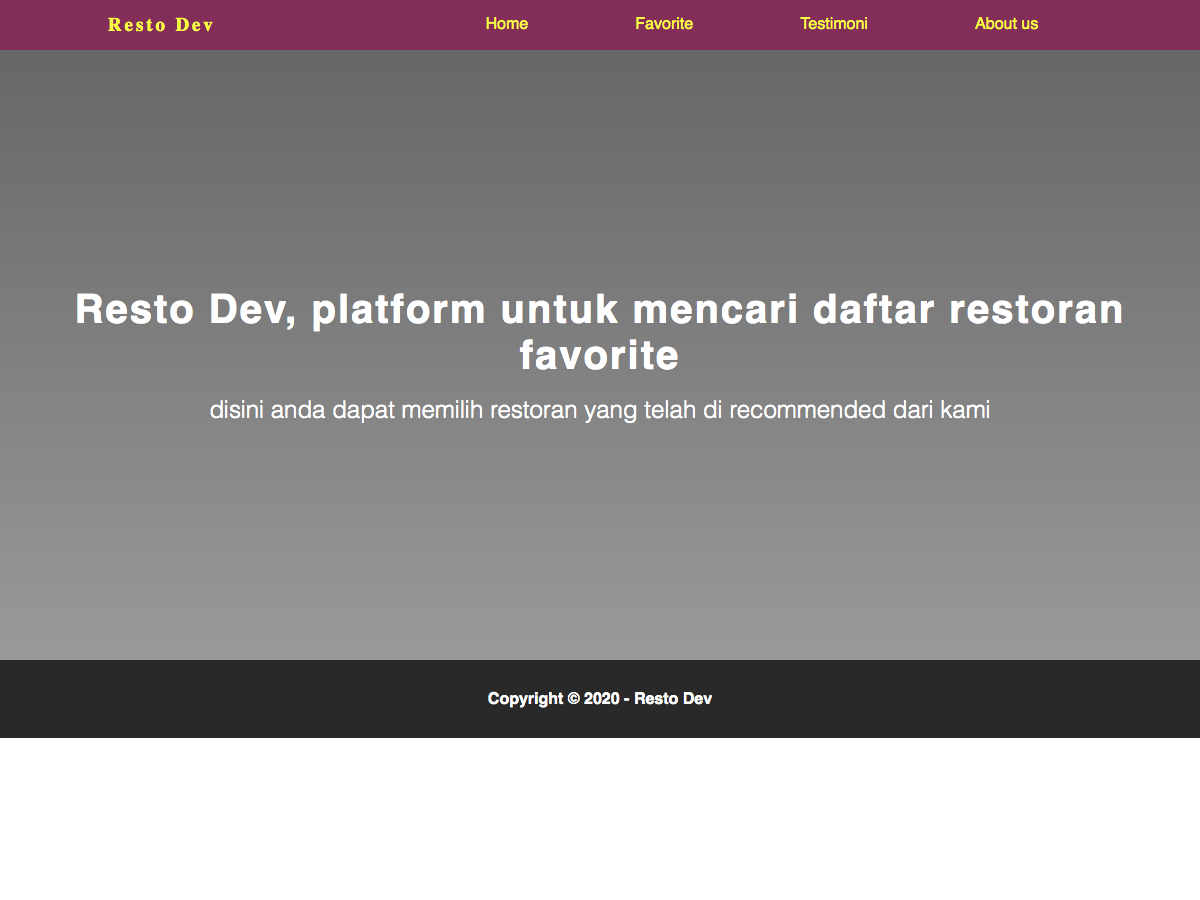 Resto Dev
Home
Favorite
Testimoni
About us
Resto Dev, platform untuk mencari daftar restoran
favorite
disini anda dapat memilih restoran yang telah di recommended dari kami
Copyright © 2020 - Resto Dev